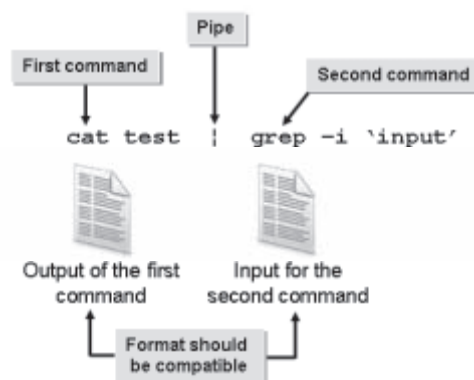 Pipe
First command
Second command
cat test ¦ grep –i ‘input’
Output of the first
command
Input for the
second command
Format should
be compatible